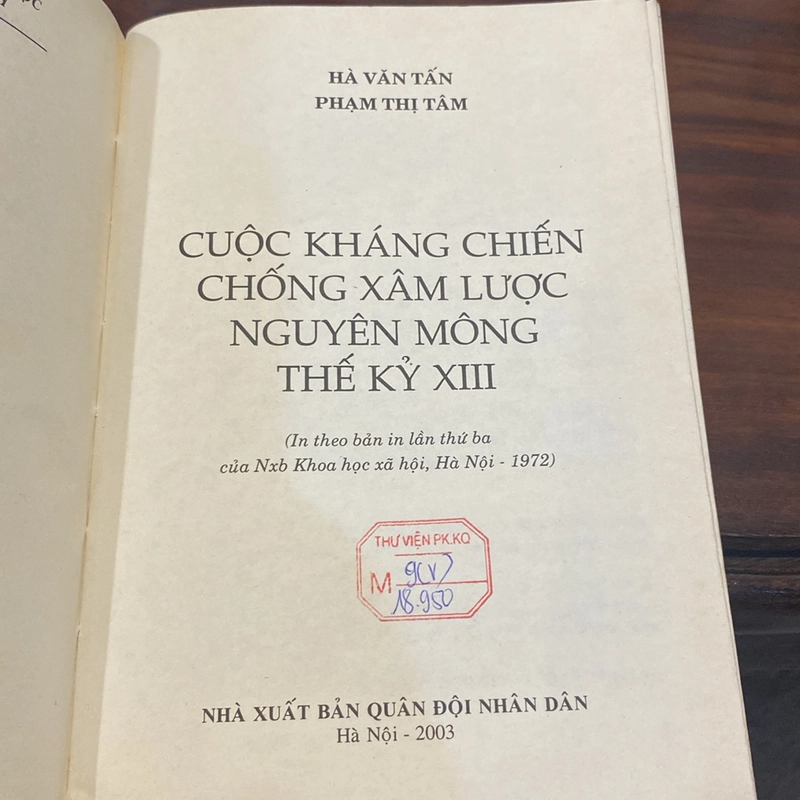 HÀ VĂN TẤN
PHẠM THỊ TÂM
CUỘC KHÁNG CHIẾN
CHỐNG XÂM LƯỢC
NGUYÊN MÔNG
THẾ KỶ XIII
(In theo bản in lần thứ ba
của Nxb Khoa học xã hội, Hà Nội - 1972)
THƯ VIỆN PK.KQ
M 9(V)
18.950
NHÀ XUẤT BẢN QUÂN ĐỘI NHÂN DÂN
Hà Nội - 2003